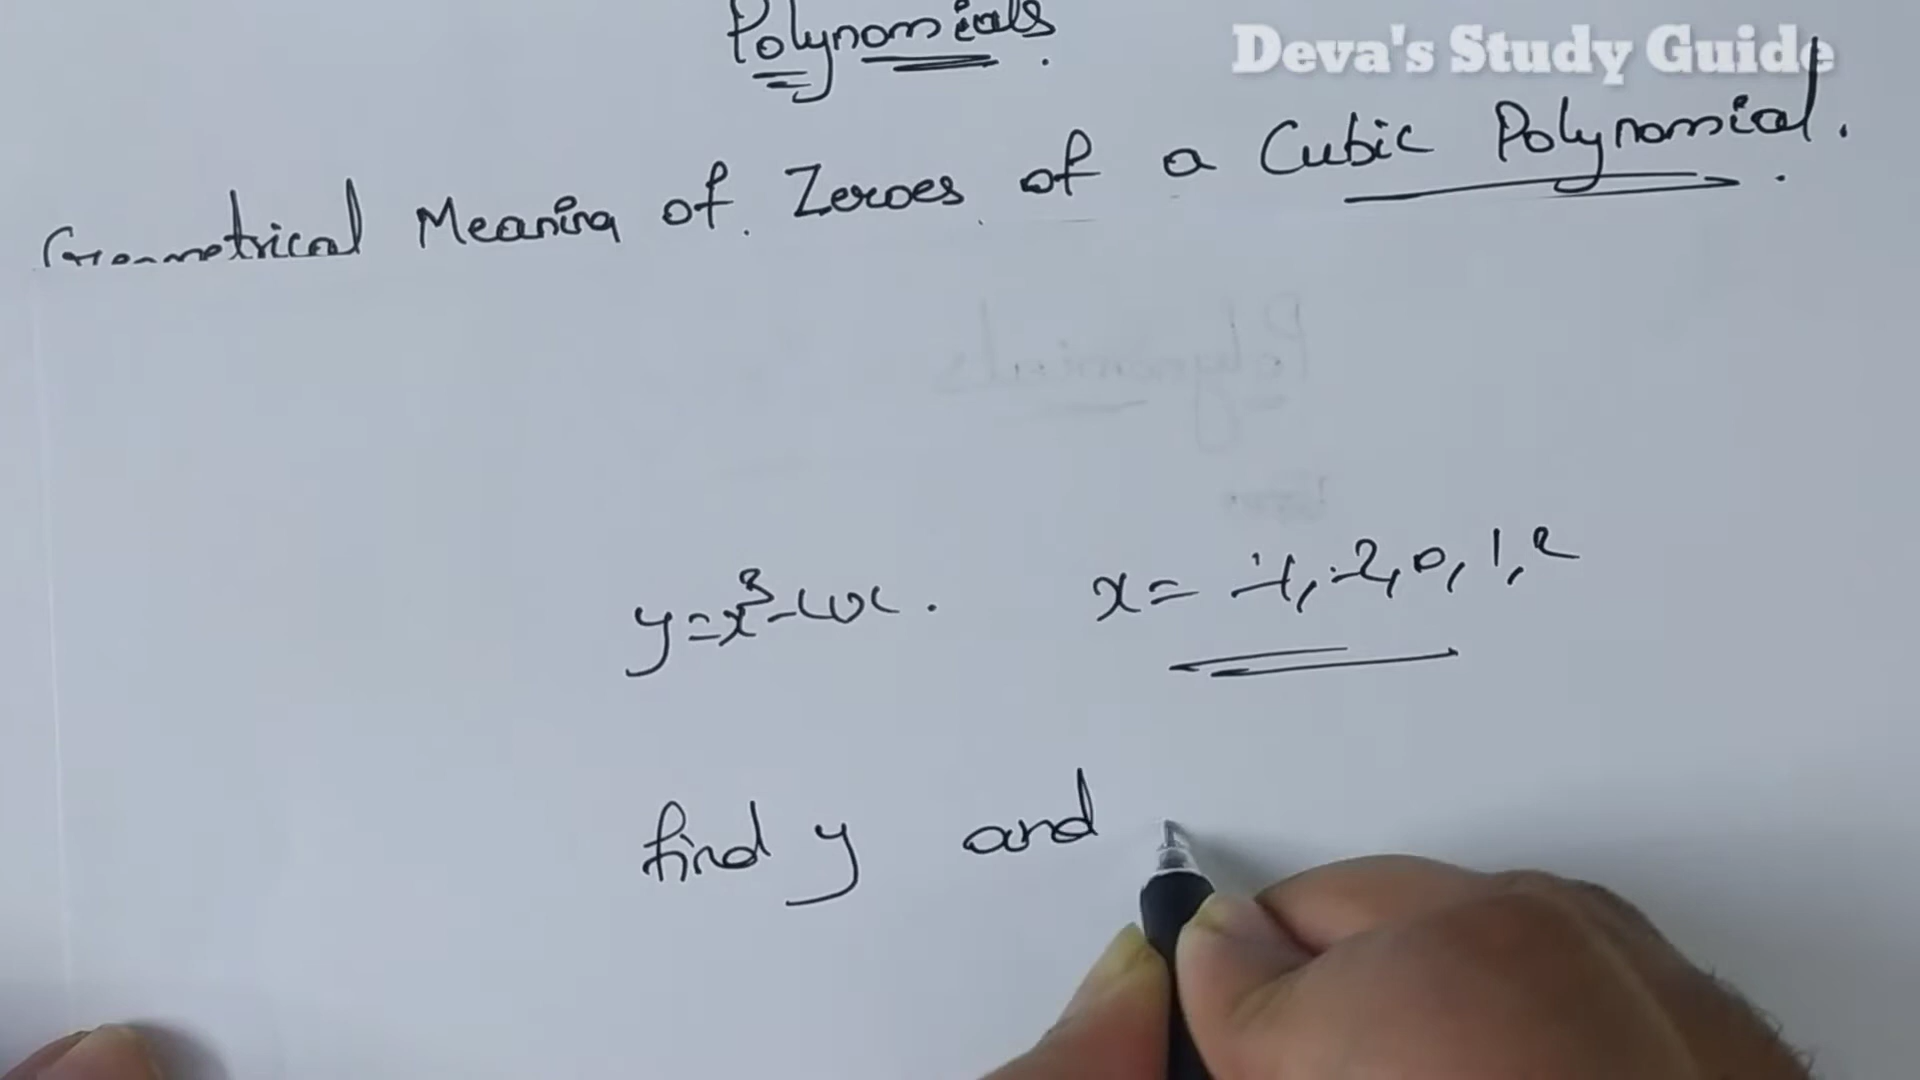 Polynomials.
Deva's Study Guide
Geometrical Meaning of Zeroes of a Cubic Polynomial.
y=x³-4x. x= -1, -2, 0, 1, 2
find y and